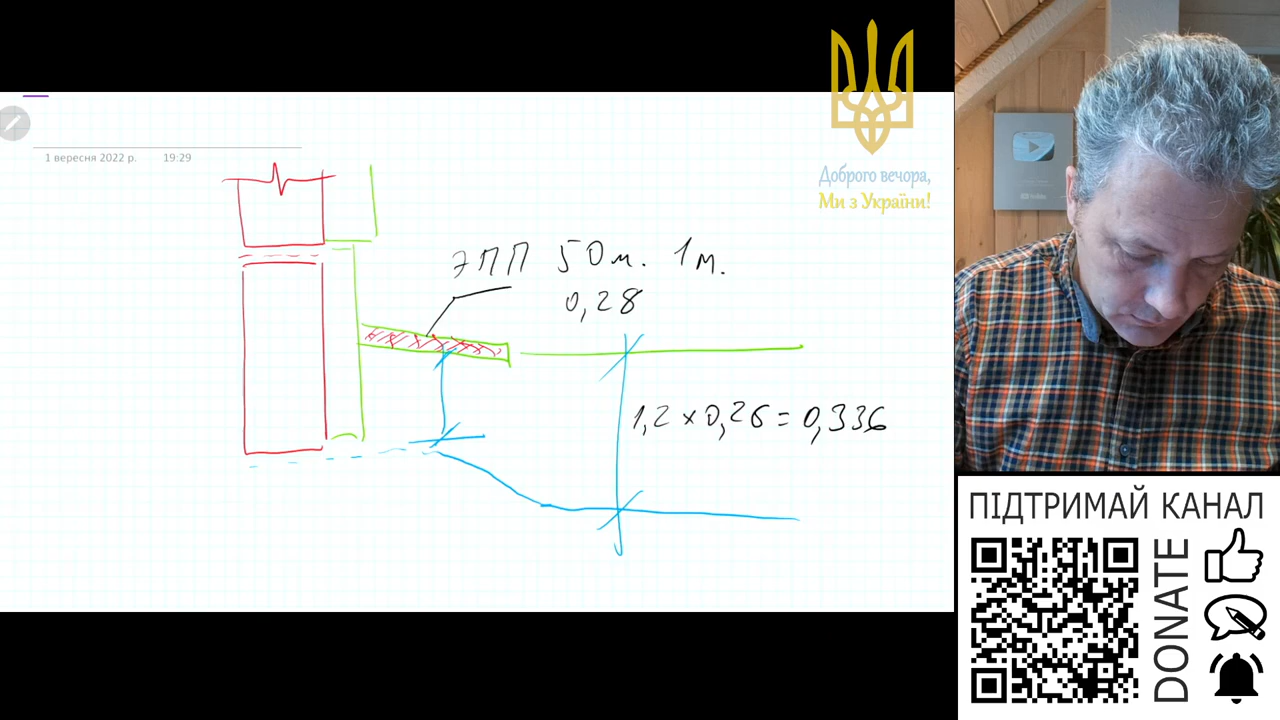 1 вересня 2022 р. 19:29
Доброго вечора,
Ми з України!
ЭПП 50м. 1м.
0,28
1,2 × 0,26 = 0,336
ПІДТРИМАЙ КАНАЛ
DONATE